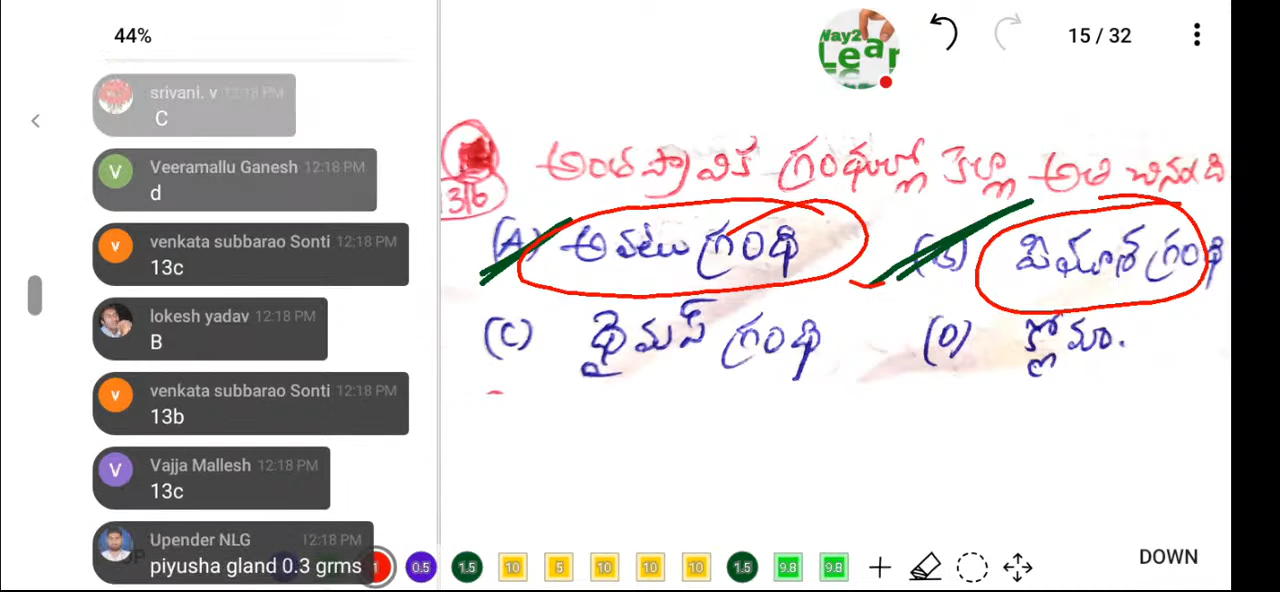 44%
Way2
Lear
15 / 32
srivani. v 12:18 PM
C
Veeramallu Ganesh 12:18 PM
d
venkata subbarao Sonti 12:18 PM
13c
lokesh yadav 12:18 PM
B
venkata subbarao Sonti 12:18 PM
13b
Vajja Mallesh 12:18 PM
13c
Upender NLG 12:18 PM
piyusha gland 0.3 grms
316
అంతస్రావిక గ్రంథుల్లో కెల్లా అతి చిన్నది
(A) అవటు గ్రంథి
(B) పియూశ గ్రంథి
(C) థైమస్ గ్రంథి
(D) క్లోమం.
1 0.5 1.5 10 5 10 10 10 1.5 9.8 9.8
DOWN